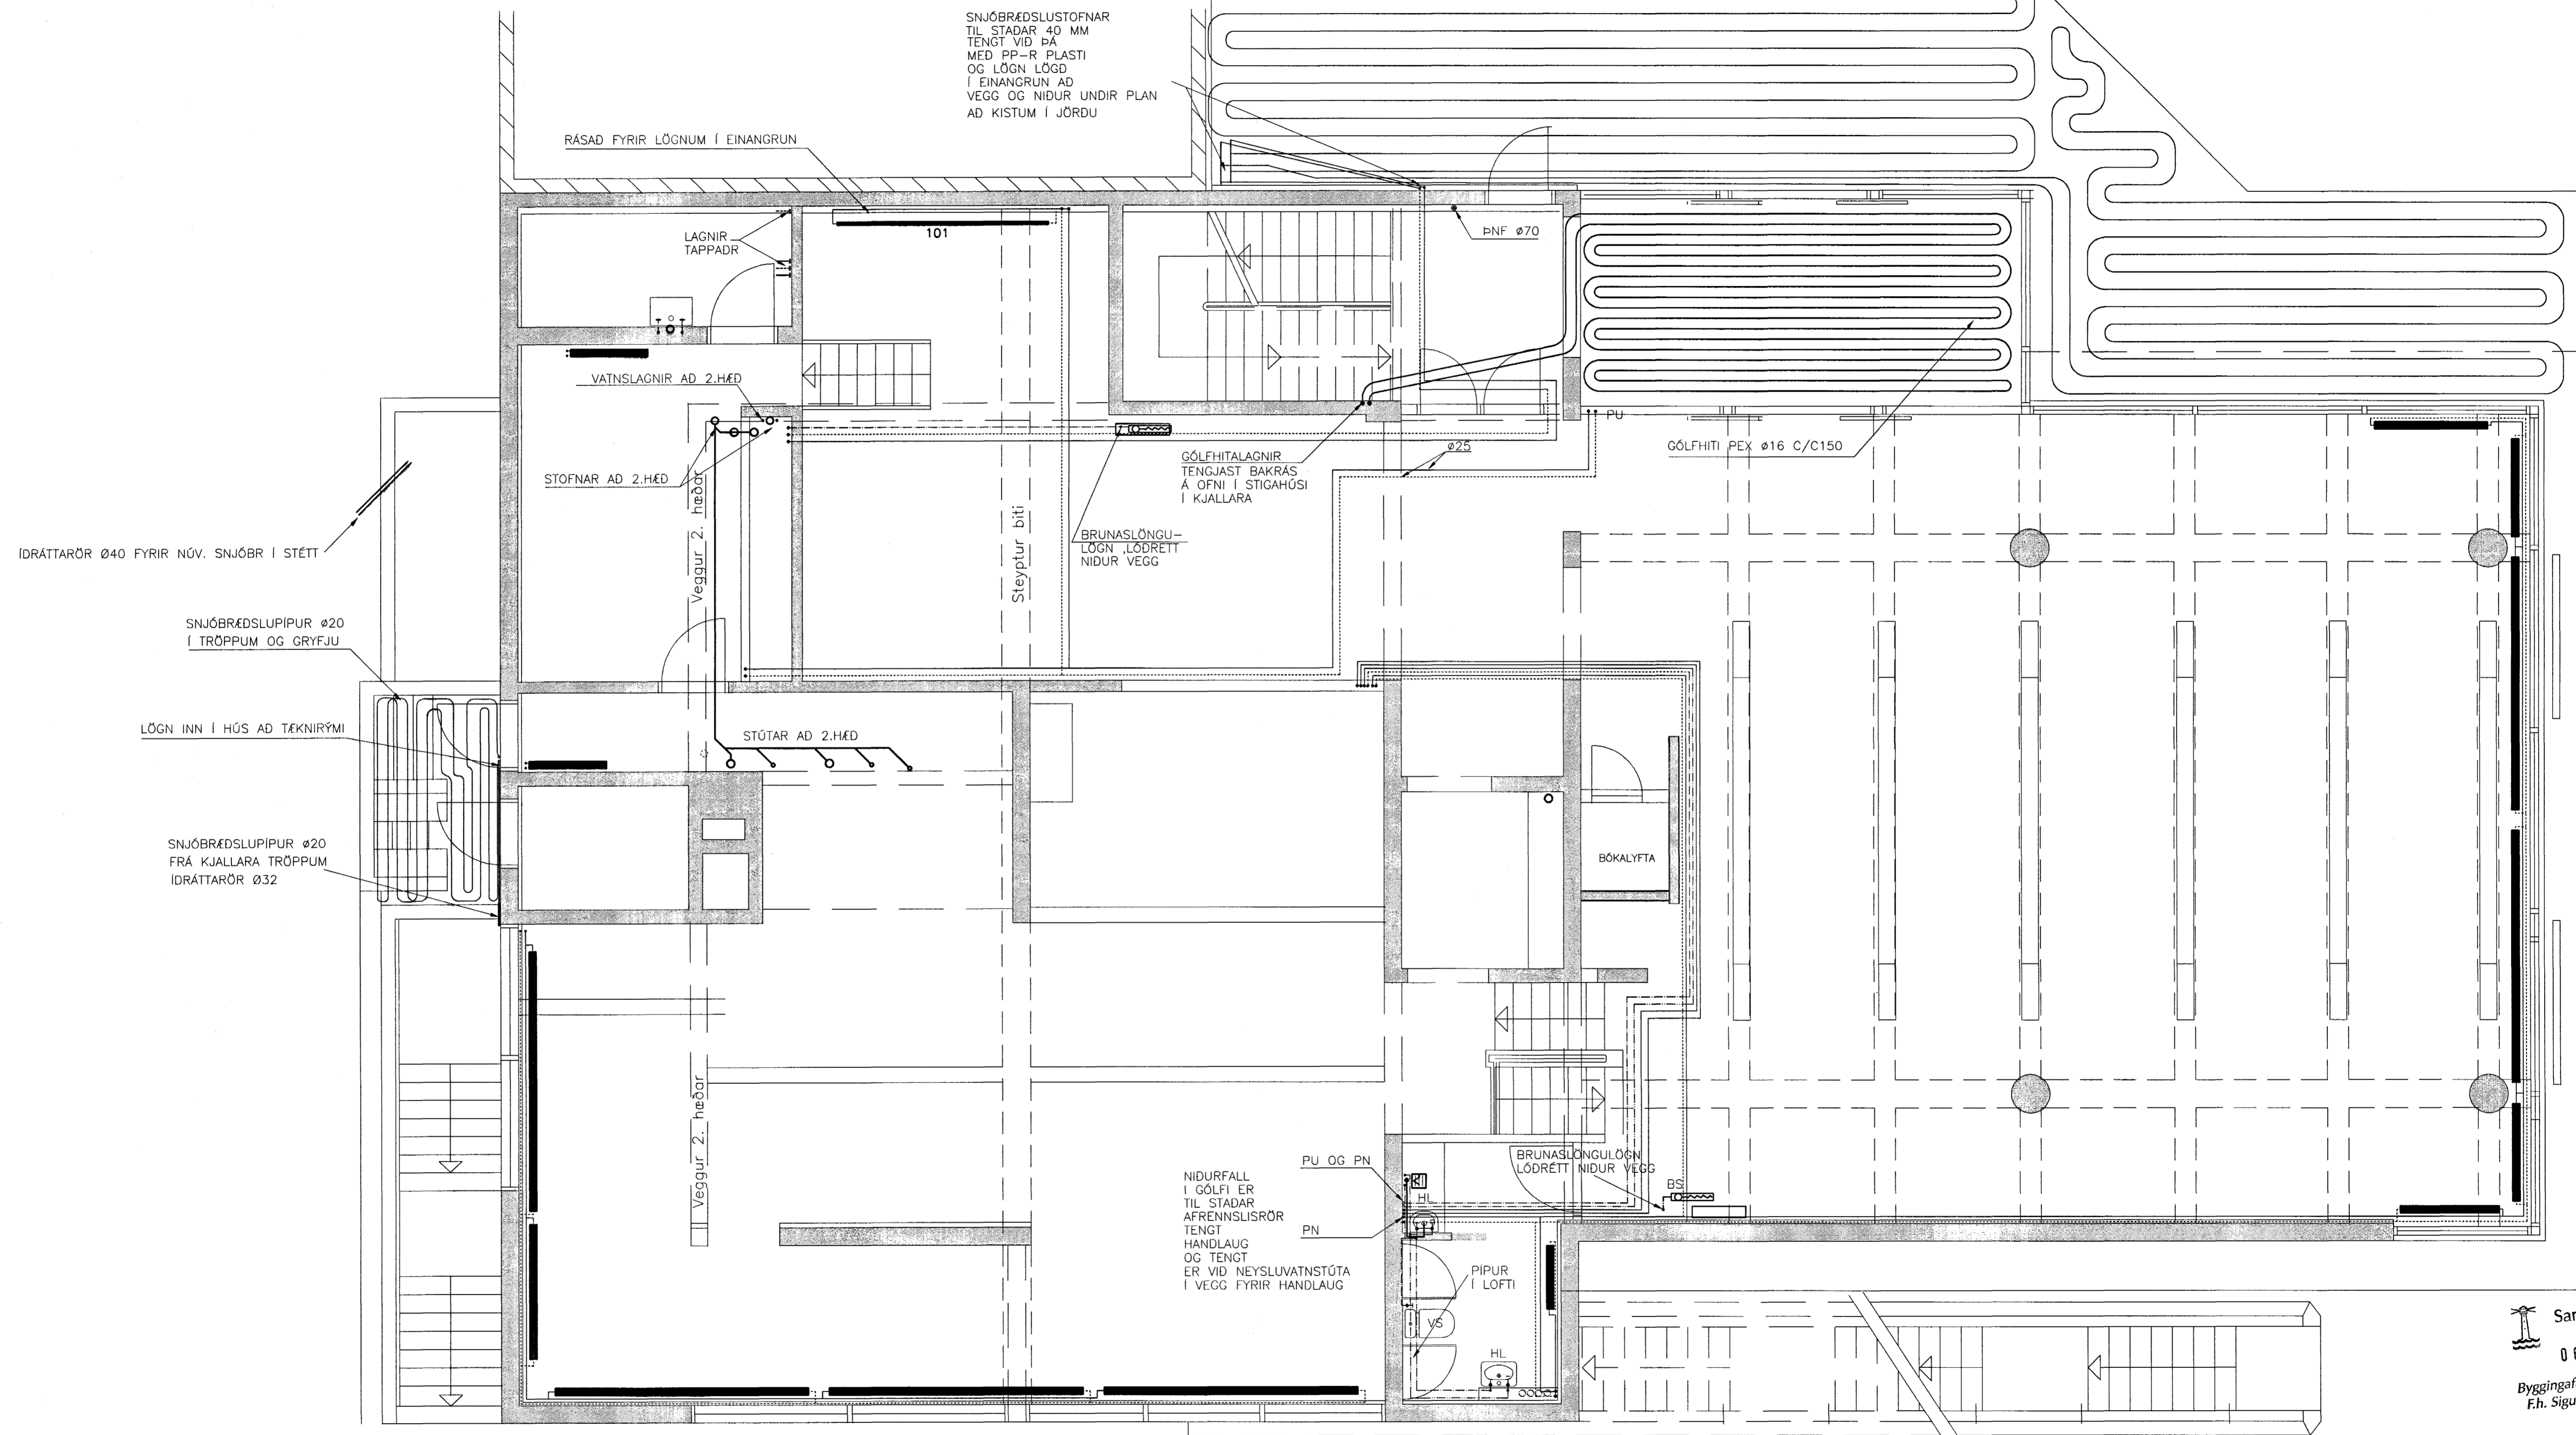 SNJÓBRÆÐSLUSTOFNAR
TIL STAÐAR 40 MM
TENGT VIÐ ÞÁ
MEÐ PP-R PLASTI
OG LÖGN LÖGÐ
Í EINANGRUN AÐ
VEGG OG NIÐUR UNDIR PLAN
AÐ KISTUM Í JÖRÐU
RÁSAÐ FYRIR LÖGNUM Í EINANGRUN
101
LAGNIR
TAPPAÐR
ÞNF ø70
VATNSLAGNIR AÐ 2.HÆÐ
STOFNAR AÐ 2.HÆÐ
Veggur 2. hæðar
Steyptur biti
BRUNASLÖNGU-
LÖGN ,LÓÐRÉTT
NIÐUR VEGG
GÓLFHITALAGNIR
TENGJAST BAKRÁS
Á OFNI Í STIGAHÚSI
Í KJALLARA
ø25
PU
GÓLFHITI PEX ø16 C/C150
ÍDRÁTTARÖR Ø40 FYRIR NÚV. SNJÓBR Í STÉTT
SNJÓBRÆÐSLUPÍPUR ø20
Í TRÖPPUM OG GRYFJU
LÖGN INN Í HÚS AÐ TÆKNIRÝMI
STÚTAR AÐ 2.HÆÐ
SNJÓBRÆÐSLUPÍPUR ø20
FRÁ KJALLARA TRÖPPUM
ÍDRÁTTARÖR Ø32
BÓKALYFTA
Veggur 2. hæðar
NIÐURFALL
Í GÓLFI ER
TIL STAÐAR
AFRENNSLISRÖR
TENGT
HANDLAUG
OG TENGT
ER VIÐ NEYSLUVATNSTÚTA
Í VEGG FYRIR HANDLAUG
PU OG PN
PN
HL
BRUNASLÖNGULÖGN
LÓÐRÉTT NIÐUR VEGG
BS
PÍPUR
Í LOFTI
VS
HL
Byggingaf
F.h. Sigu